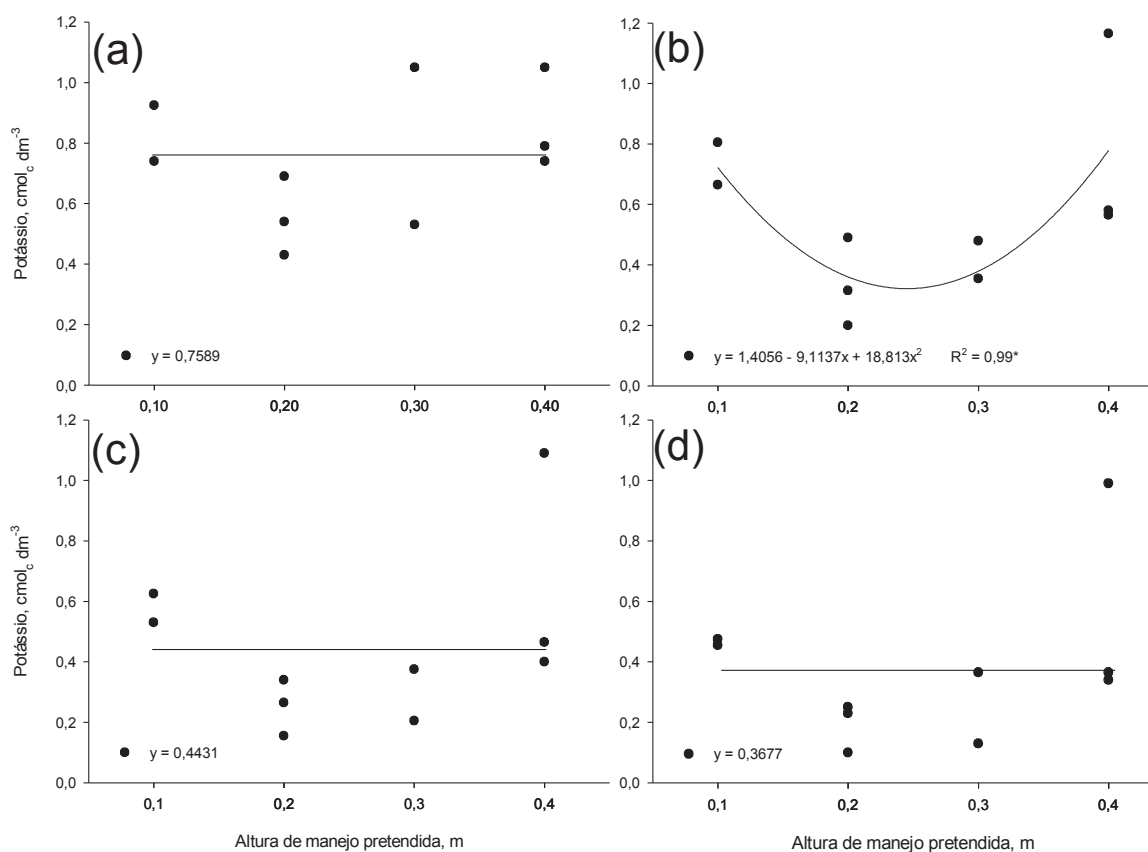 (a)
1,2
1,0
0,8
0,6
0,4
0,2
0,0
Potássio, cmol_c dm^-3
y = 0,7589
0,10 0,20 0,30 0,40
(b)
1,2
1,0
0,8
0,6
0,4
0,2
0,0
y = 1,4056 - 9,1137x + 18,813x² R² = 0,99*
0,1 0,2 0,3 0,4
(c)
1,2
1,0
0,8
0,6
0,4
0,2
0,0
Potássio, cmol_c dm^-3
y = 0,4431
0,1 0,2 0,3 0,4
Altura de manejo pretendida, m
(d)
1,2
1,0
0,8
0,6
0,4
0,2
0,0
y = 0,3677
0,1 0,2 0,3 0,4
Altura de manejo pretendida, m